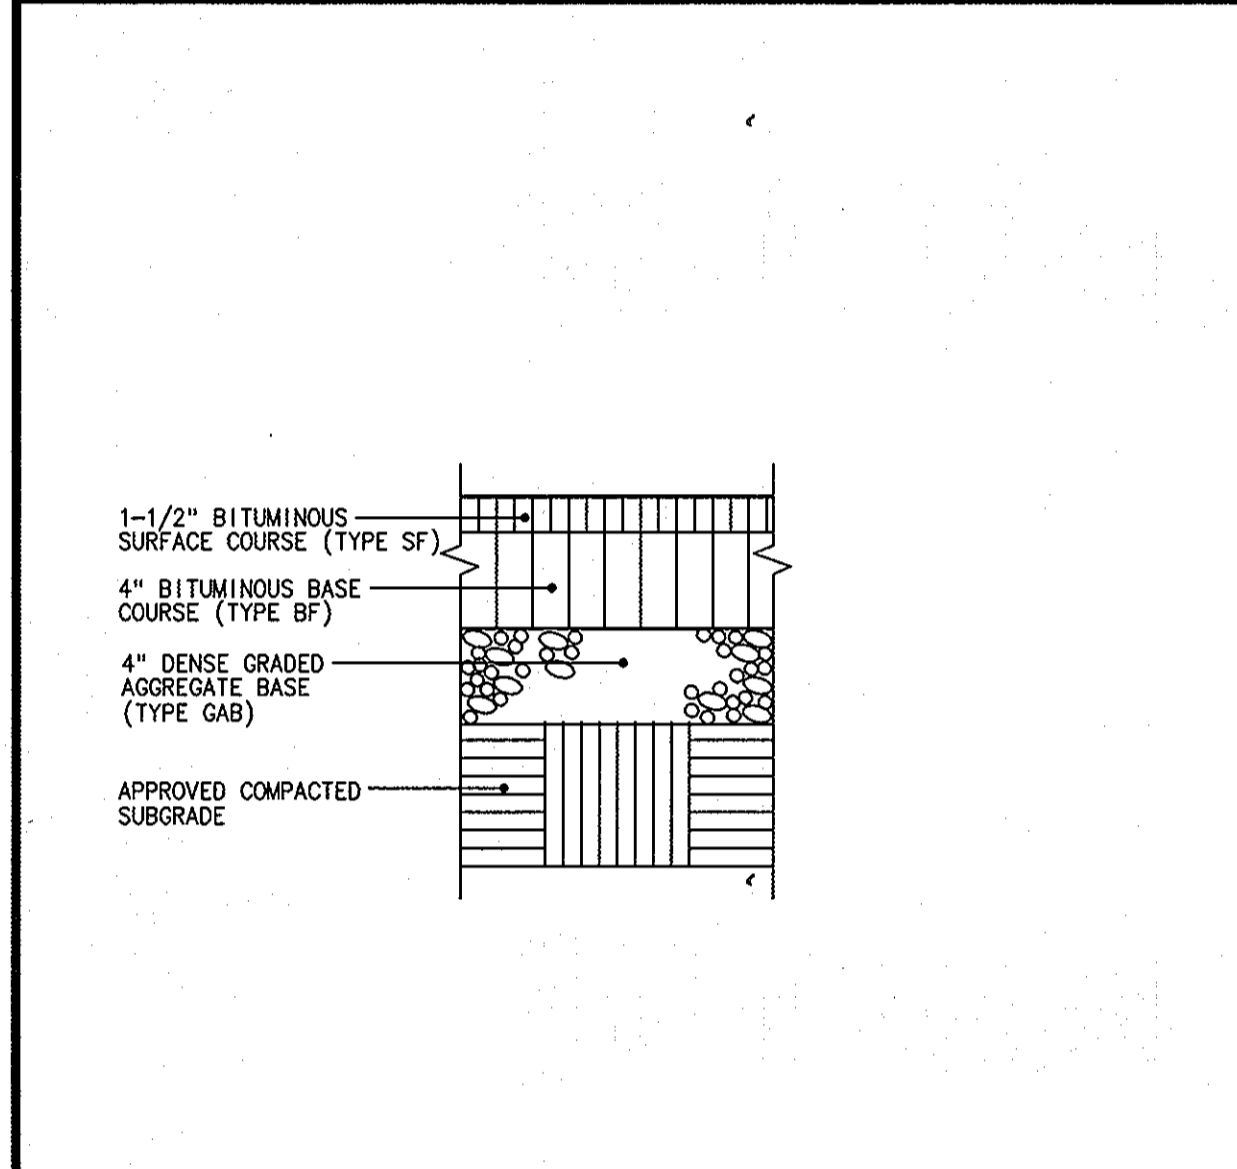 1-1/2" BITUMINOUS
SURFACE COURSE (TYPE SF)
4" BITUMINOUS BASE
COURSE (TYPE BF)
4" DENSE GRADED
AGGREGATE BASE
(TYPE GAB)
APPROVED COMPACTED
SUBGRADE